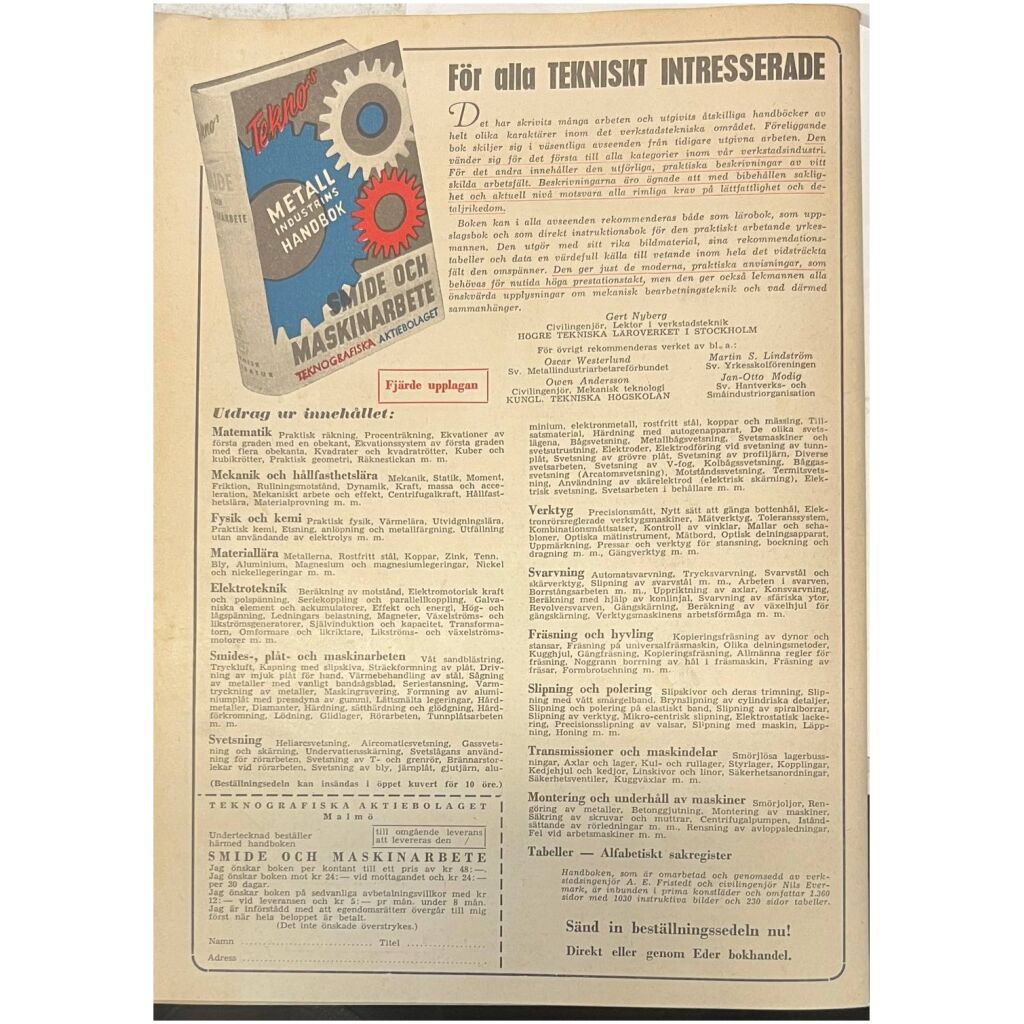 För alla TEKNISKT INTRESSERADE
Tekno's
METALL
INDUSTRINS
HANDBOK
SMIDE OCH
MASKINARBETE
TEKNOGRAFISKA AKTIEBOLAGET
Det har skrivits många arbeten och utgivits åtskilliga handböcker av
helt olika karaktärer inom det verkstadstekniska området. Föreliggande
bok skiljer sig i väsentliga avseenden från tidigare utgivna arbeten. Den
vänder sig för det första till alla kategorier inom vår verkstadsindustri.
För det andra innehåller den utförliga, praktiska beskrivningar av vitt
skilda arbetsfält. Beskrivningarna äro ägnade att med bibehållen saklig-
het och aktuell nivå motsvara alla rimliga krav på lättfattlighet och de-
taljrikedom.
Boken kan i alla avseenden rekommenderas både som lärobok, som upp-
slagsbok och som direkt instruktionsbok för den praktiskt arbetande yrkes-
mannen. Den utgör med sitt rika bildmaterial, sina rekommendations-
tabeller och data en värdefull källa till vetande inom hela det vidsträckta
fält den omspänner. Den ger just de moderna, praktiska anvisningar, som
behövas för nutida höga prestationstakt, men den ger också lekmannen alla
önskvärda upplysningar om mekanisk bearbetningsteknik och vad därmed
sammanhänger.
Gert Nyberg
Civilingenjör, Lektor i verkstadsteknik
HÖGRE TEKNISKA LÄROVERKET I STOCKHOLM
För övrigt rekommenderas verket av bl. a.:
Oscar Westerlund
Sv. Metallindustriarbetareförbundet
Owen Andersson
Civilingenjör, Mekanisk teknologi
KUNGL. TEKNISKA HÖGSKOLAN
Martin S. Lindström
Sv. Yrkesskolföreningen
Jan-Otto Modig
Sv. Hantverks- och
Småindustriorganisation
Fjärde upplagan
Utdrag ur innehållet:
Matematik Praktisk räkning, Procenträkning, Ekvationer av
första graden med en obekant, Ekvationssystem av första graden
med flera obekanta, Kvadrater och kvadratrötter, Kuber och
kubikrötter, Praktisk geometri, Räknestickan m. m.
Mekanik och hållfasthetslära Mekanik, Statik, Moment,
Friktion, Rullningsmotstånd, Dynamik, Kraft, massa och acce-
leration, Mekaniskt arbete och effekt, Centrifugalkraft, Hållfast-
hetslära, Materialprovning m. m.
Fysik och kemi Praktisk fysik, Värmelära, Utvidgningslära,
Praktisk kemi, Etsning, anlöpning och metallfärgning, Utfällning
utan användande av elektrolys m. m.
Materiallära Metallerna, Rostfritt stål, Koppar, Zink, Tenn,
Bly, Aluminium, Magnesium och magnesiumlegeringar, Nickel
och nickellegeringar m. m.
Elektroteknik Beräkning av motstånd, Elektromotorisk kraft
och polspänning, Seriekoppling och parallellkoppling, Galva-
niska element och ackumulatorer, Effekt och energi, Hög- och
lågspänning, Ledningars belastning, Magneter, Växelströms- och
likströmsgeneratorer, Självinduktion och kapacitet, Transforma-
torn, Omformare och likriktare, Likströms- och växelströms-
motorer m. m.
Smides-, plåt- och maskinarbeten Våt sandblästring,
Tryckluft, Kapning med slipskiva, Sträckformning av plåt, Driv-
ning av mjuk plåt för hand, Värmebehandling av stål, Sågning
av metaller med vanligt bandsågsblad, Seriestansning, Varm-
tryckning av metaller, Maskingravering, Formning av alumi-
niumplåt med pressdyna av gummi, Lättsmälta legeringar, Hård-
metaller, Diamanter, Härdning, sätthärdning och glödgning, Hård-
förkromning, Lödning, Glidlager, Rörarbeten, Tunnplåtsarbeten
m. m.
Svetsning Heliarcsvetsning, Aircomaticsvetsning, Gassvets-
ning och skärning, Undervattensskärning, Svetslågans använd-
ning för rörarbeten, Svetsning av T- och grenrör, Brännarstor-
lekar vid rörarbeten, Svetsning av bly, järnplåt, gjutjärn, alu-
(Beställningsedeln kan insändas i öppet kuvert för 10 öre.)
TEKNOGRAFISKA AKTIEBOLAGET
Malmö
Undertecknad beställer
härmed handboken
till omgående leverans
att levereras den /
SMIDE OCH MASKINARBETE
Jag önskar boken per kontant till ett pris av kr 48:—.
Jag önskar boken mot kr 24:— vid mottagandet och kr 24:—
per 30 dagar.
Jag önskar boken på sedvanliga avbetalningsvillkor med kr
12:— vid leveransen och kr 5:— pr mån. under 8 mån.
Jag är införstådd med att egendomsrätten övergår till mig
först när hela beloppet är betalt.
(Det inte önskade överstrykes.)
Namn Titel
Adress
minium, elektronmetall, rostfritt stål, koppar och mässing, Till-
satsmaterial, Härdning med autogenapparat, De olika svets-
lägena, Bågsvetsning, Metallbågsvetsning, Svetsmaskiner och
svetsutrustning, Elektroder, Elektrodföring vid svetsning av tunn-
plåt, Svetsning av grövre plåt, Svetsning av profiljärn, Diverse
svetsarbeten, Svetsning av V-fog, Kolbågssvetsning, Båggas-
svetsning (Arcatomsvetsning), Motståndssvetsning, Termitsvets-
ning, Användning av skärelektrod (elektrisk skärning), Elek-
trisk svetsning, Svetsarbeten i behållare m. m.
Verktyg Precisionsmått, Nytt sätt att gänga bottenhål, Elek-
tronrörsreglerade verktygsmaskiner, Mätverktyg, Toleranssystem,
Kombinationsmåttsatser, Kontroll av vinklar, Mallar och scha-
bloner, Optiska mätinstrument, Mätbord, Optisk delningsapparat,
Uppmärkning, Pressar och verktyg för stansning, bockning och
dragning m. m., Gängverktyg m. m.
Svarvning Automatsvarvning, Trycksvarvning, Svarvstål och
skärverktyg, Slipning av svarvstål m. m., Arbeten i svarven,
Borrstångsarbeten m. m., Uppriktning av axlar, Konsvarvning,
Beräkning med hjälp av konlinjal, Svarvning av sfäriska ytor,
Revolversvarven, Gängskärning, Beräkning av växelhjul för
gängskärning, Verktygsmaskinens arbetsförmåga m. m.
Fräsning och hyvling Kopieringsfräsning av dynor och
stansar, Fräsning på universalfräsmaskin, Olika delningsmetoder,
Kugghjul, Gängfräsning, Kopieringsfräsning, Allmänna regler för
fräsning, Noggrann borrning av hål i fräsmaskin, Fräsning av
fräsar, Formbrotschning m. m.
Slipning och polering Slipskivor och deras trimning, Slip-
ning med vått smärgelband, Brynslipning av cylindriska detaljer,
Slipning och polering på elastiskt band, Slipning av spiralborrar,
Slipning av verktyg, Mikro-centrisk slipning, Elektrostatisk lacke-
ring, Precisionsslipning av valsar, Slipning med maskin, Läpp-
ning, Honing m. m.
Transmissioner och maskindelar Smörjlösa lagerbuss-
ningar, Axlar och lager, Kul- och rullager, Styrlager, Kopplingar,
Kedjehjul och kedjor, Linskivor och linor, Säkerhetsanordningar,
Säkerhetsventiler, Kuggväxlar m. m.
Montering och underhåll av maskiner Smörjoljor, Ren-
göring av metaller, Betonggjutning, Montering av maskiner,
Säkring av skruvar och muttrar, Centrifugalpumpen, Istånd-
sättande av rörledningar m. m., Rensning av avloppsledningar,
Fel vid arbetsmaskiner m. m.
Tabeller — Alfabetiskt sakregister
Handboken, som är omarbetad och genomsedd av verk-
stadsingenjör A. E. Fristedt och civilingenjör Nils Ever-
mark, är inbunden i prima konstläder och omfattar 1.360
sidor med 1030 instruktiva bilder och 230 sidor tabeller.
Sänd in beställningssedeln nu!
Direkt eller genom Eder bokhandel.